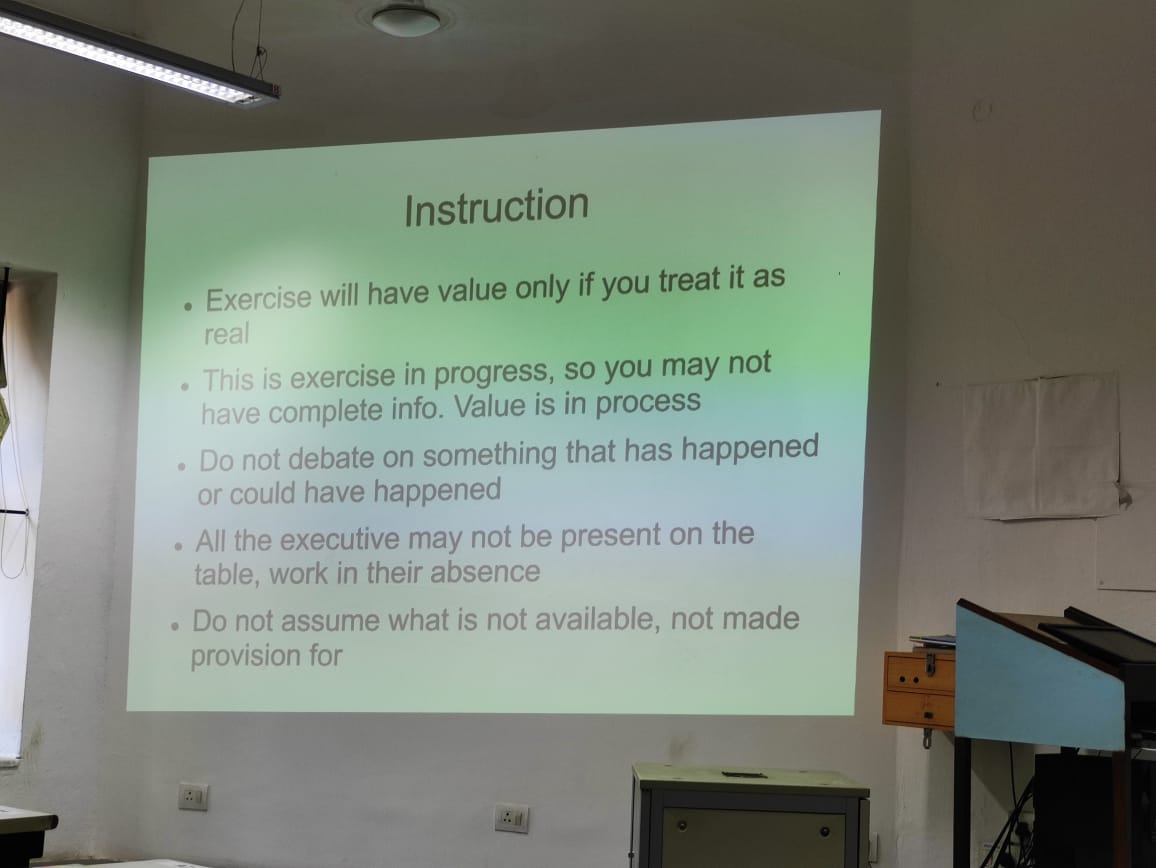 Instruction
• Exercise will have value only if you treat it as
real
• This is exercise in progress, so you may not
have complete info. Value is in process
• Do not debate on something that has happened
or could have happened
• All the executive may not be present on the
table, work in their absence
• Do not assume what is not available, not made
provision for